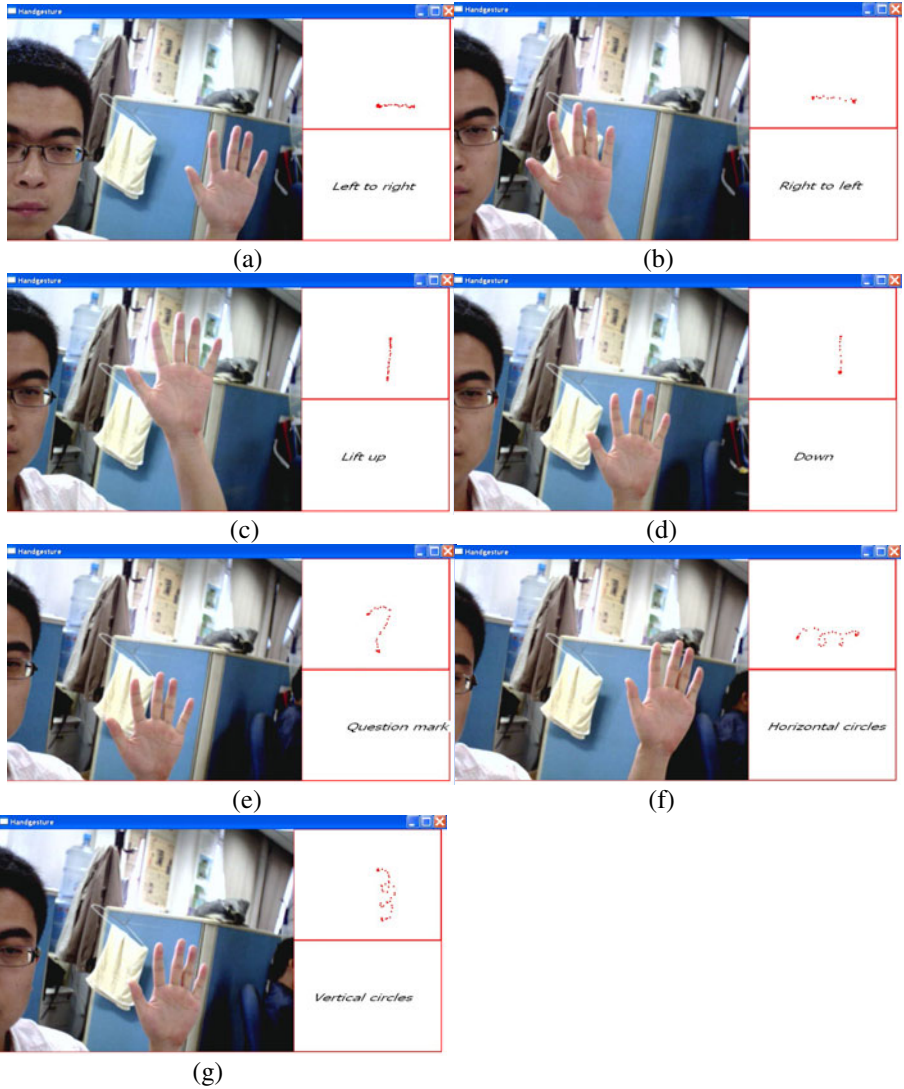 Handgesture
Left to right
(a)
Handgesture
Right to left
(b)
Handgesture
Lift up
(c)
Handgesture
Down
(d)
Handgesture
Question mark
(e)
Handgesture
Horizontal circles
(f)
Handgesture
Vertical circles
(g)